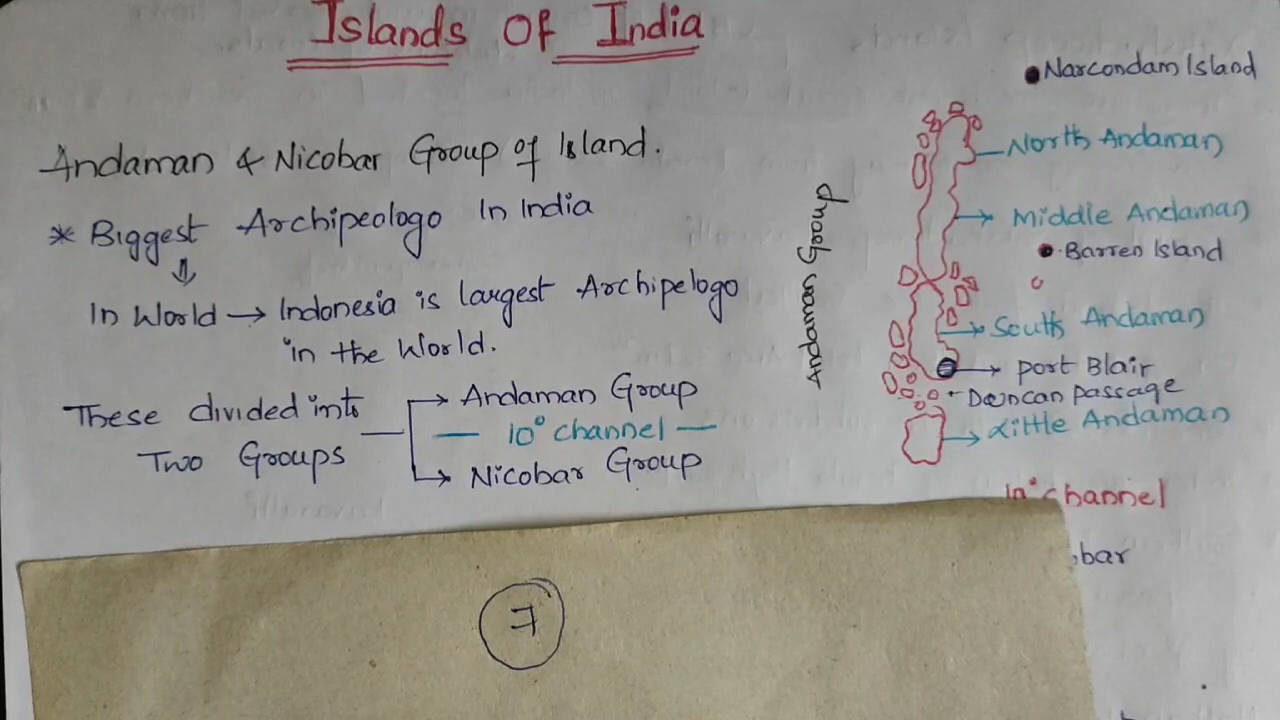 Islands Of India
Andaman & Nicobar Group of Island.
* Biggest Archipeologo In India
⇓
In World → Indonesia is largest Archipelogo
in the World.
These divided into
Two Groups
→ Andaman Group
— 10° channel —
→ Nicobar Group
Andaman Group
Narcondam Island
North Andaman
→ Middle Andaman
Barren Island
→ South Andaman
→ port Blair
Duncan passage
→ Little Andaman
10° channel
bar
7